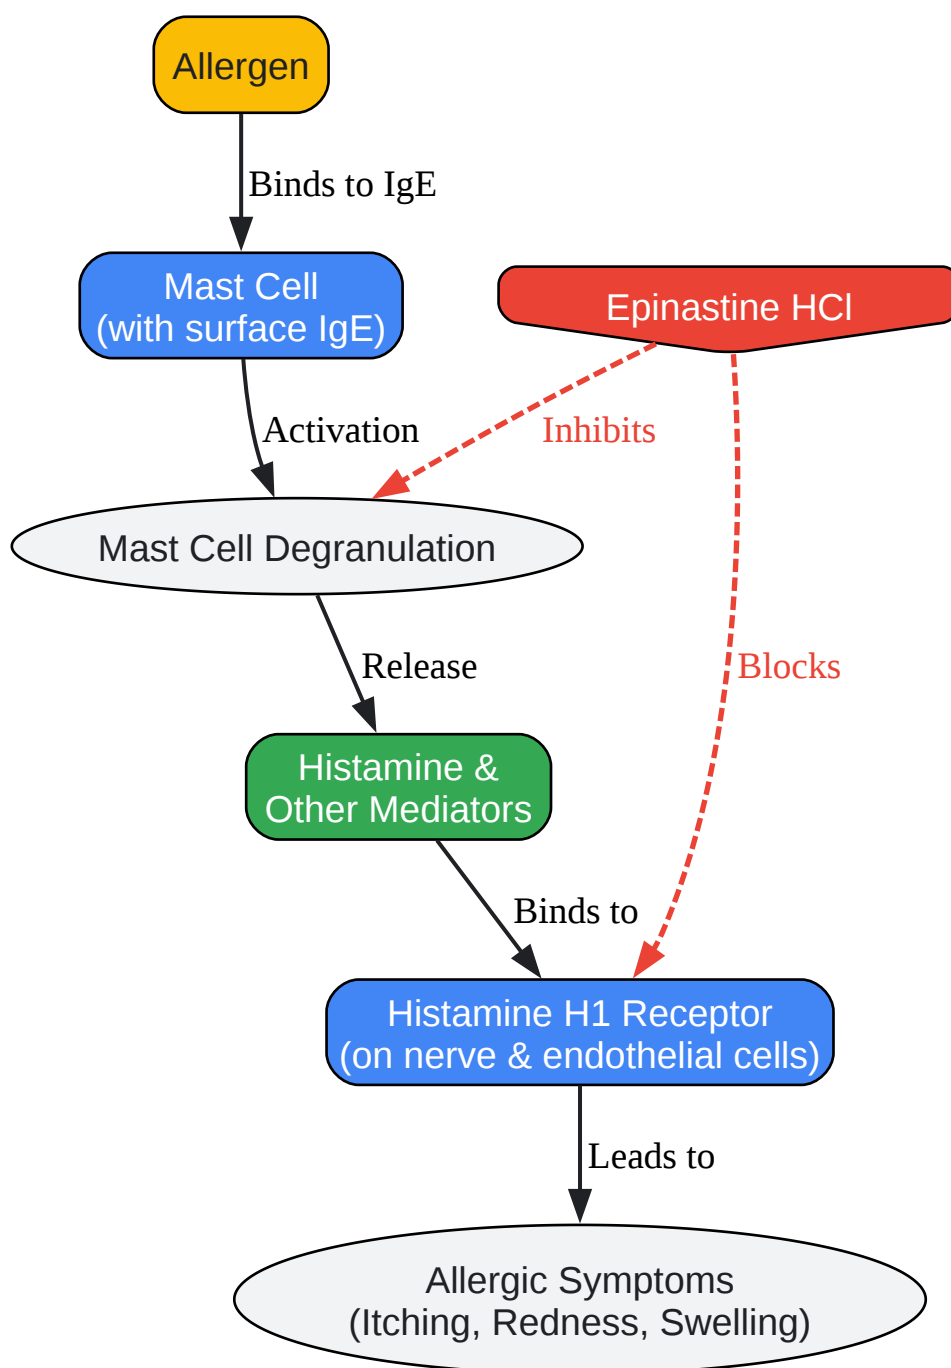 Allergen
Binds to IgE
Mast Cell
(with surface IgE)
Epinastine HCl
Activation
Inhibits
Mast Cell Degranulation
Release
Blocks
Histamine &
Other Mediators
Binds to
Histamine H1 Receptor
(on nerve & endothelial cells)
Leads to
Allergic Symptoms
(Itching, Redness, Swelling)